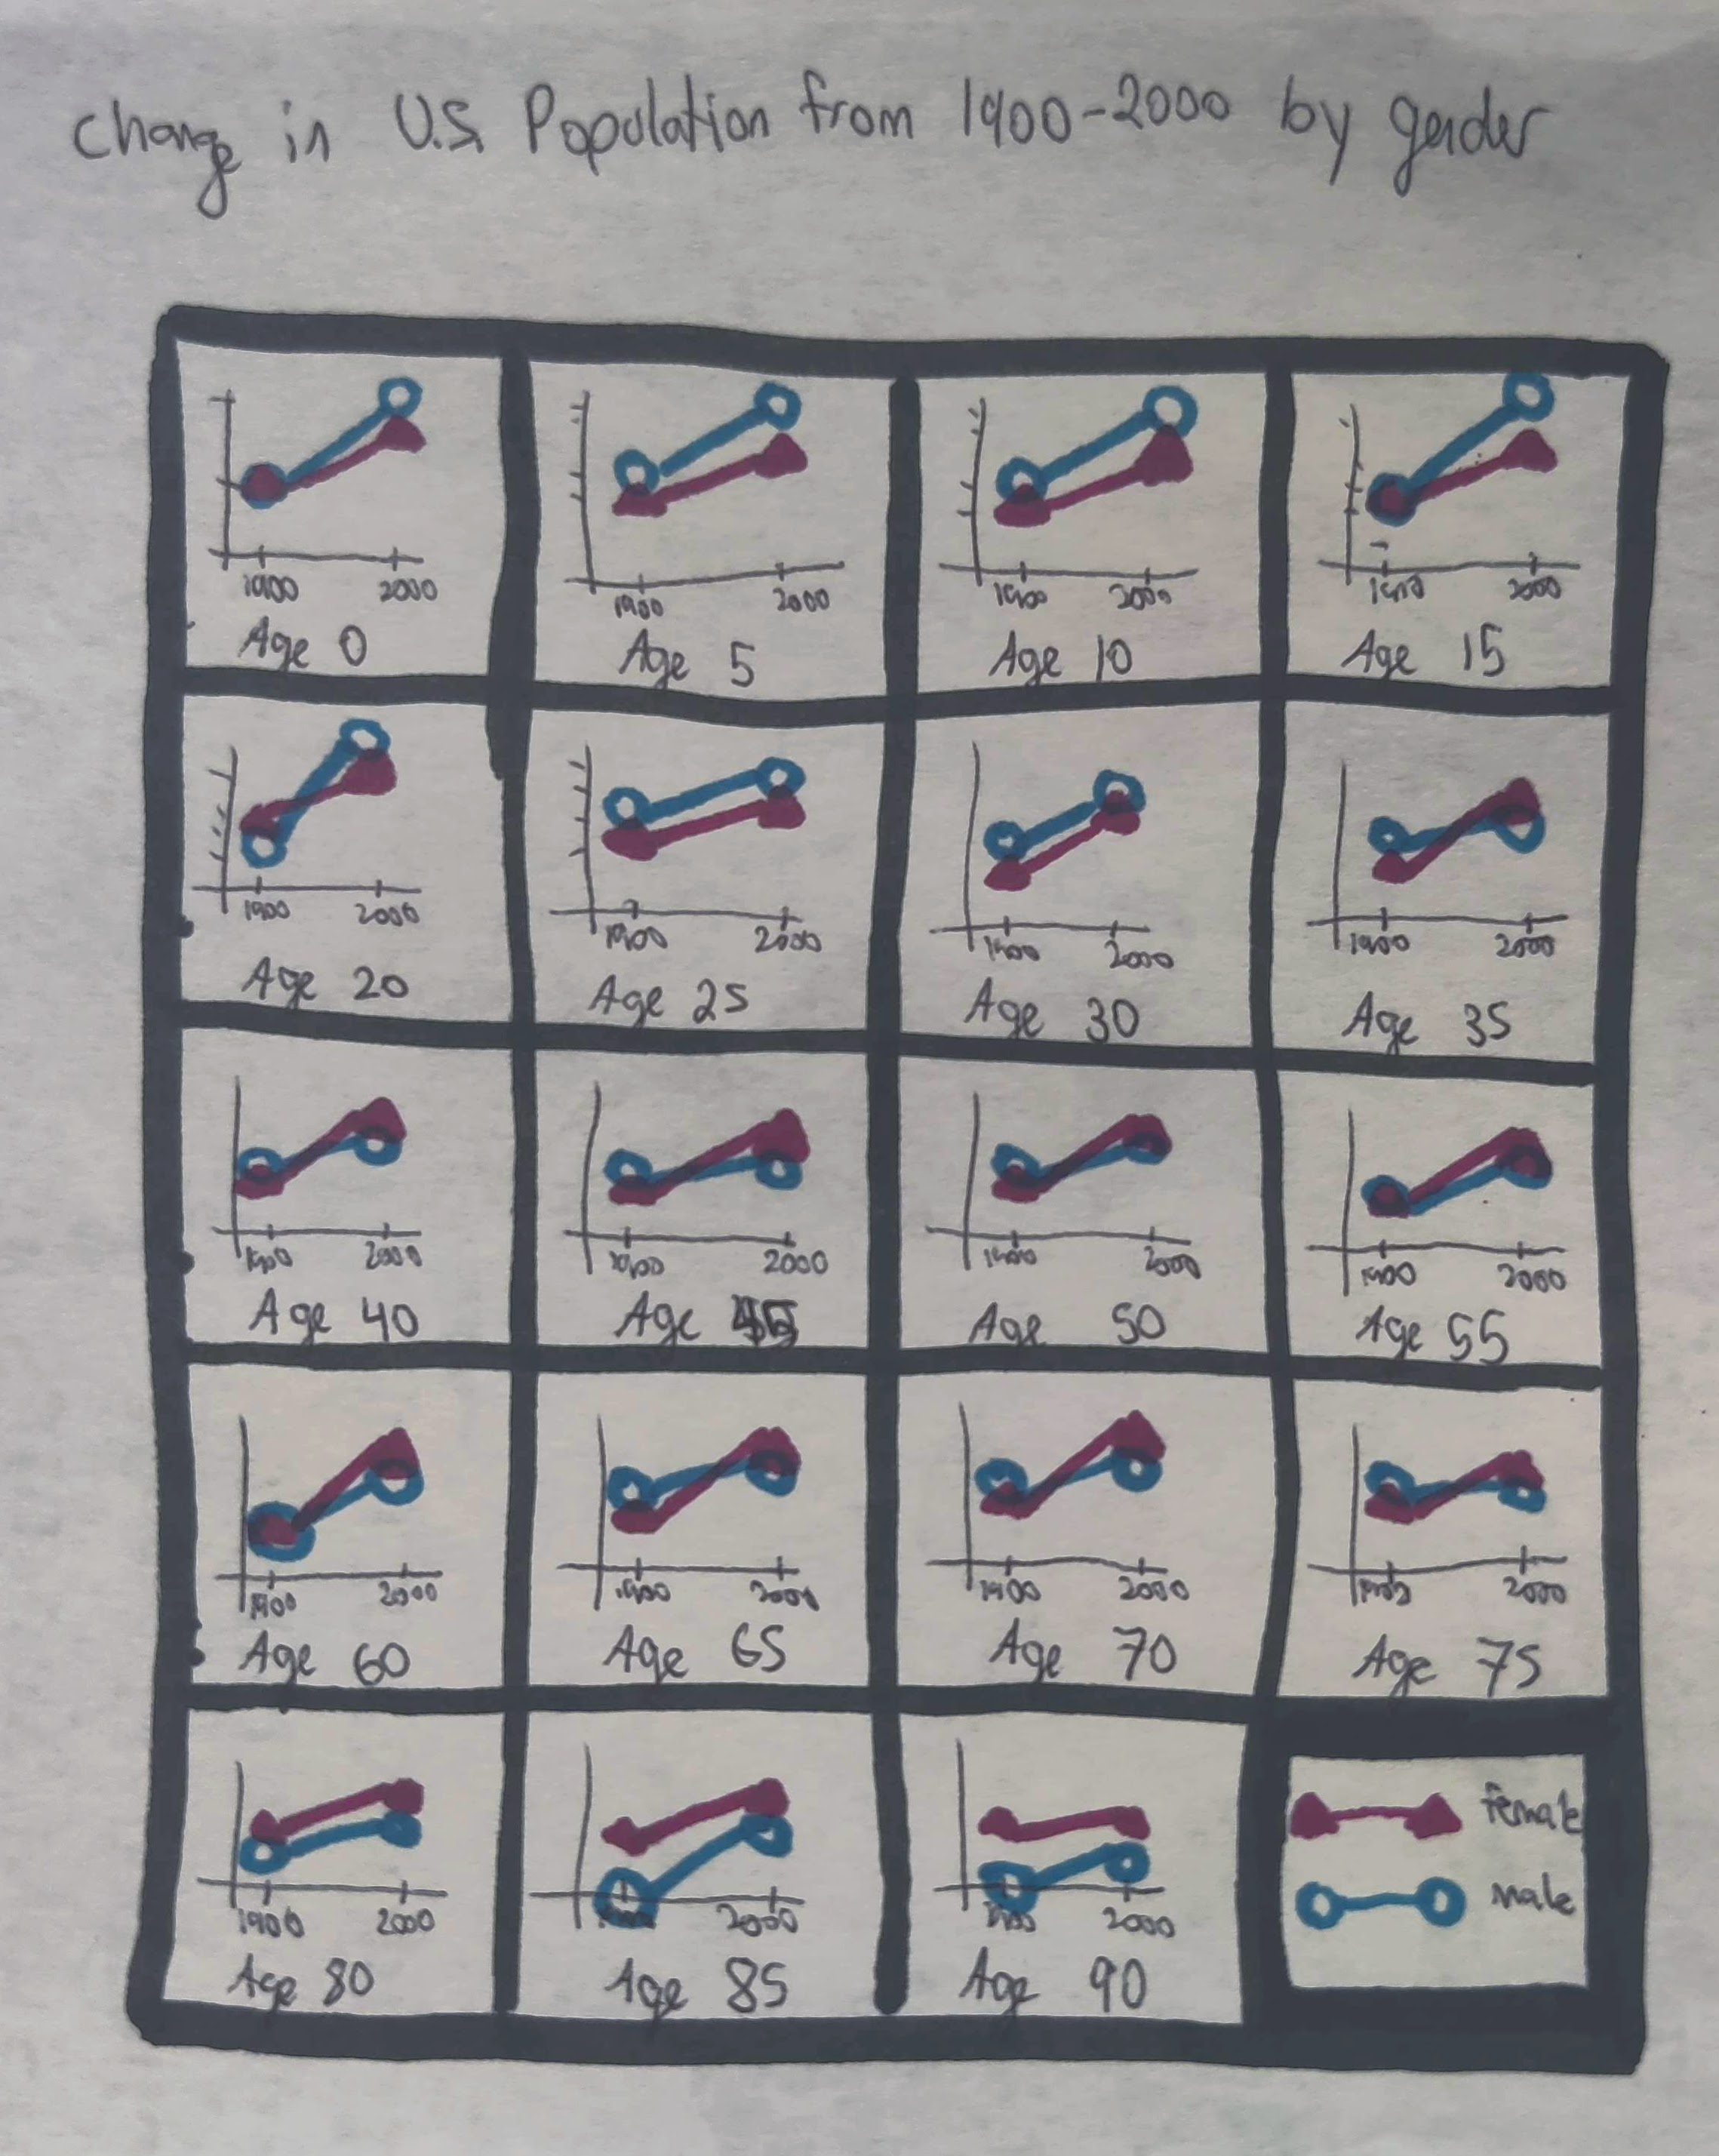 Change in U.S. Population from 1900-2000 by gender
1900 2000
Age 0
1900 2000
Age 5
1900 2000
Age 10
1900 2000
Age 15
1900 2000
Age 20
1900 2000
Age 25
1900 2000
Age 30
1900 2000
Age 35
1900 2000
Age 40
1900 2000
Age 45
1900 2000
Age 50
1900 2000
Age 55
1900 2000
Age 60
1900 2000
Age 65
1900 2000
Age 70
1900 2000
Age 75
1900 2000
Age 80
2000
Age 85
1900 2000
Age 90
female
male